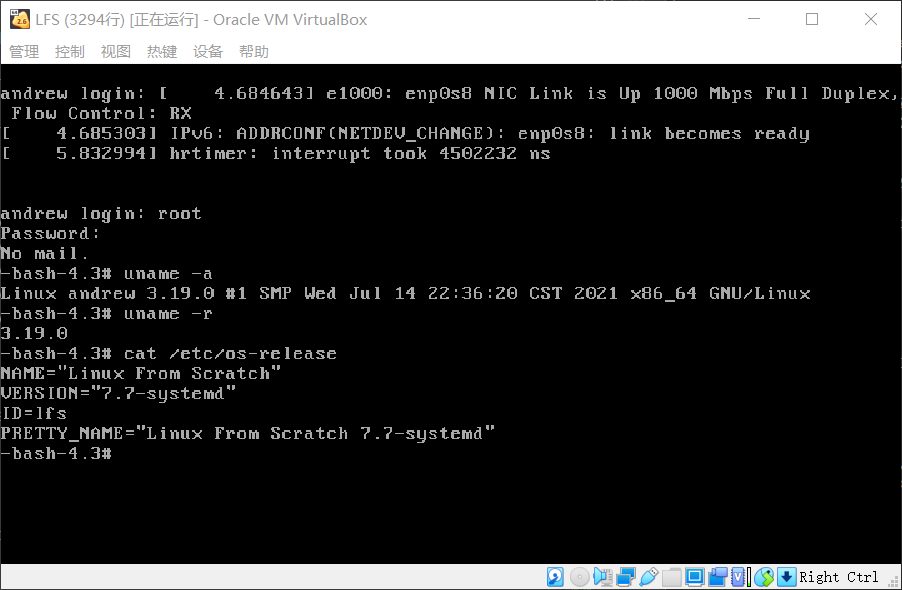 LFS (3294行) [正在运行] - Oracle VM VirtualBox
管理 控制 视图 热键 设备 帮助
andrew login: [    4.684643] e1000: enp0s8 NIC Link is Up 1000 Mbps Full Duplex,
 Flow Control: RX
[    4.685303] IPv6: ADDRCONF(NETDEV_CHANGE): enp0s8: link becomes ready
[    5.832994] hrtimer: interrupt took 4502232 ns
andrew login: root
Password:
No mail.
-bash-4.3# uname -a
Linux andrew 3.19.0 #1 SMP Wed Jul 14 22:36:20 CST 2021 x86_64 GNU/Linux
-bash-4.3# uname -r
3.19.0
-bash-4.3# cat /etc/os-release
NAME="Linux From Scratch"
VERSION="7.7-systemd"
ID=lfs
PRETTY_NAME="Linux From Scratch 7.7-systemd"
-bash-4.3#
Right Ctrl